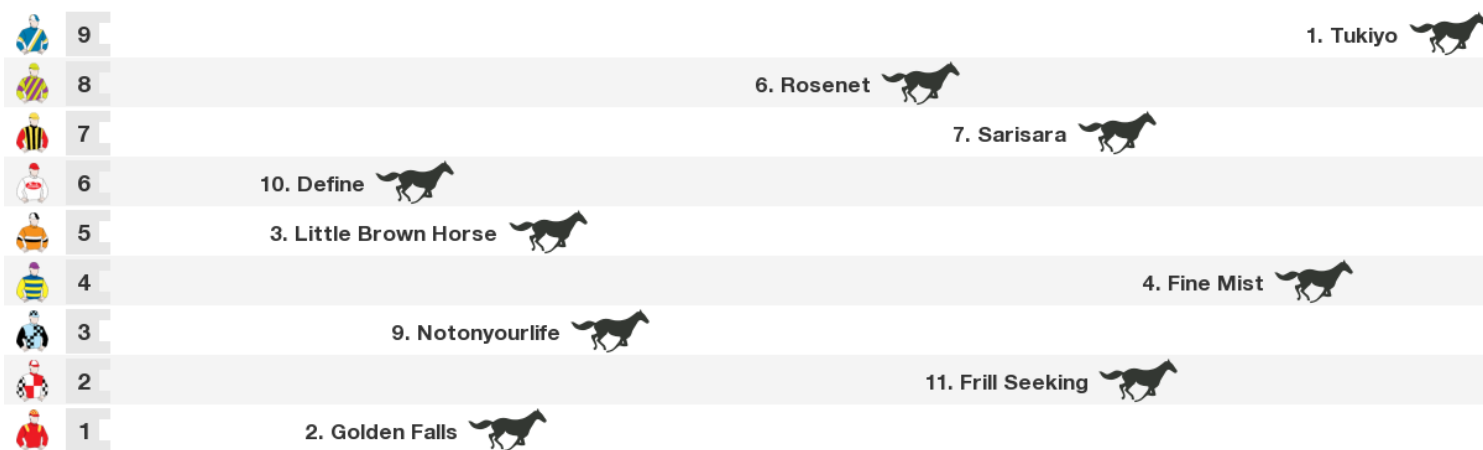 9 1. Tukiyo
8 6. Rosenet
7 7. Sarisara
6 10. Define
5 3. Little Brown Horse
4 4. Fine Mist
3 9. Notonyourlife
2 11. Frill Seeking
1 2. Golden Falls